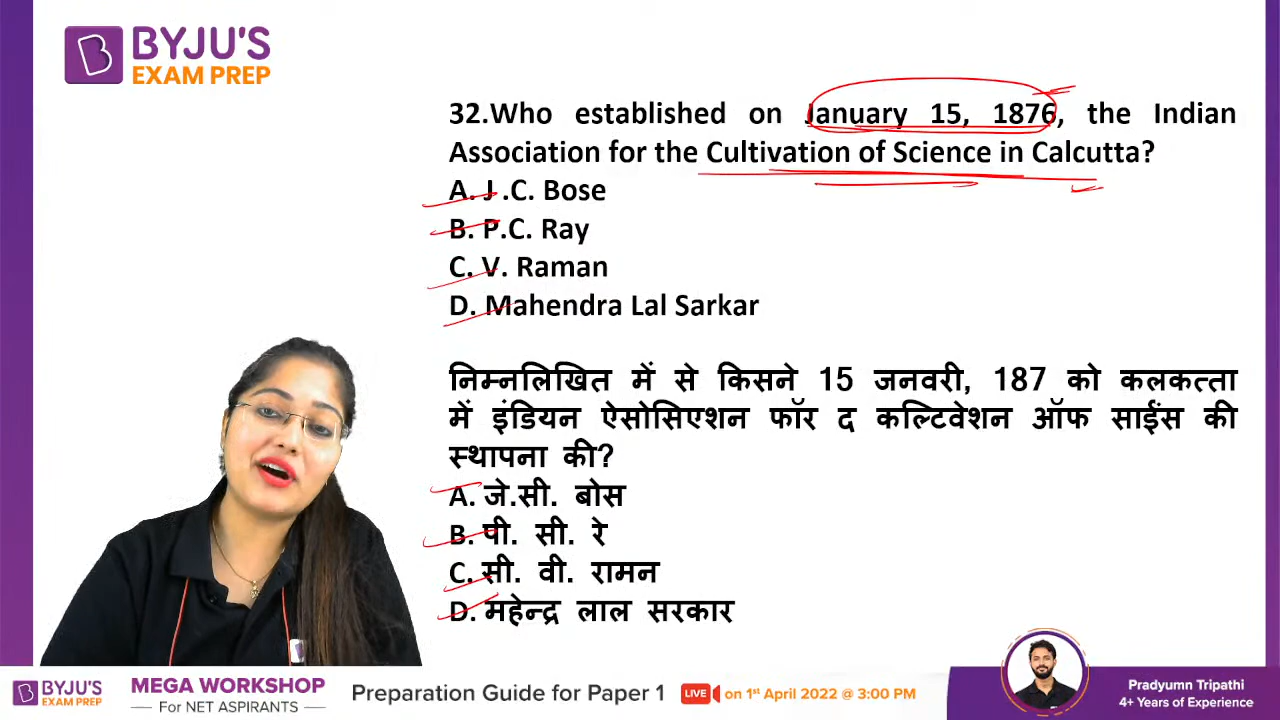 BYJU'S
EXAM PREP
32.Who established on January 15, 1876, the Indian
Association for the Cultivation of Science in Calcutta?
A. J .C. Bose
B. P.C. Ray
C. V. Raman
D. Mahendra Lal Sarkar
निम्नलिखित में से किसने 15 जनवरी, 187 को कलकत्ता
में इंडियन ऐसोसिएशन फॉर द कल्टिवेशन ऑफ साईंस की
स्थापना की?
A. जे.सी. बोस
B. पी. सी. रे
C. सी. वी. रामन
D. महेन्द्र लाल सरकार
BYJU'S
EXAM PREP
MEGA WORKSHOP
For NET ASPIRANTS
Preparation Guide for Paper 1
LIVE
on 1st April 2022 @ 3:00 PM
Pradyumn Tripathi
4+ Years of Experience